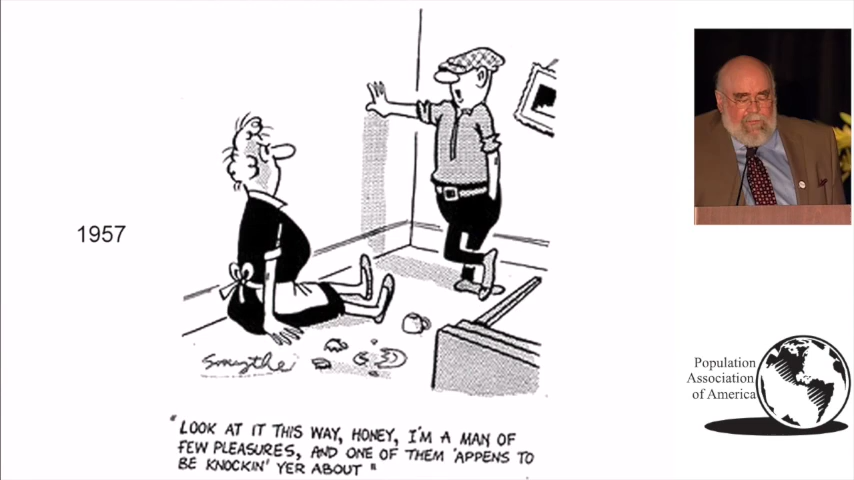 1957
Smythe
"LOOK AT IT THIS WAY, HONEY, I'M A MAN OF
FEW PLEASURES, AND ONE OF THEM 'APPENS TO
BE KNOCKIN' YER ABOUT"
Population
Association
of America